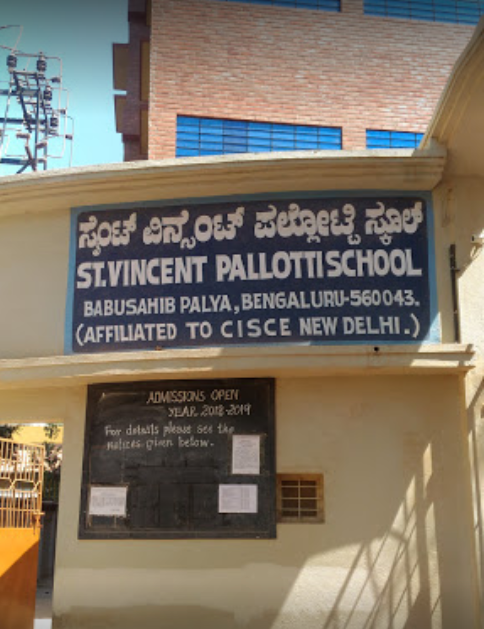 ಸೈಂಟ್ ವಿನ್ಸೆಂಟ್ ಪಲ್ಲೋಟ್ಟಿ ಸ್ಕೂಲ್
ST.VINCENT PALLOTTI SCHOOL
BABUSAHIB PALYA, BENGALURU-560043.
(AFFILIATED TO CISCE NEW DELHI.)
ADMISSIONS OPEN
YEAR 2018-2019
For details please see the
notices given below.